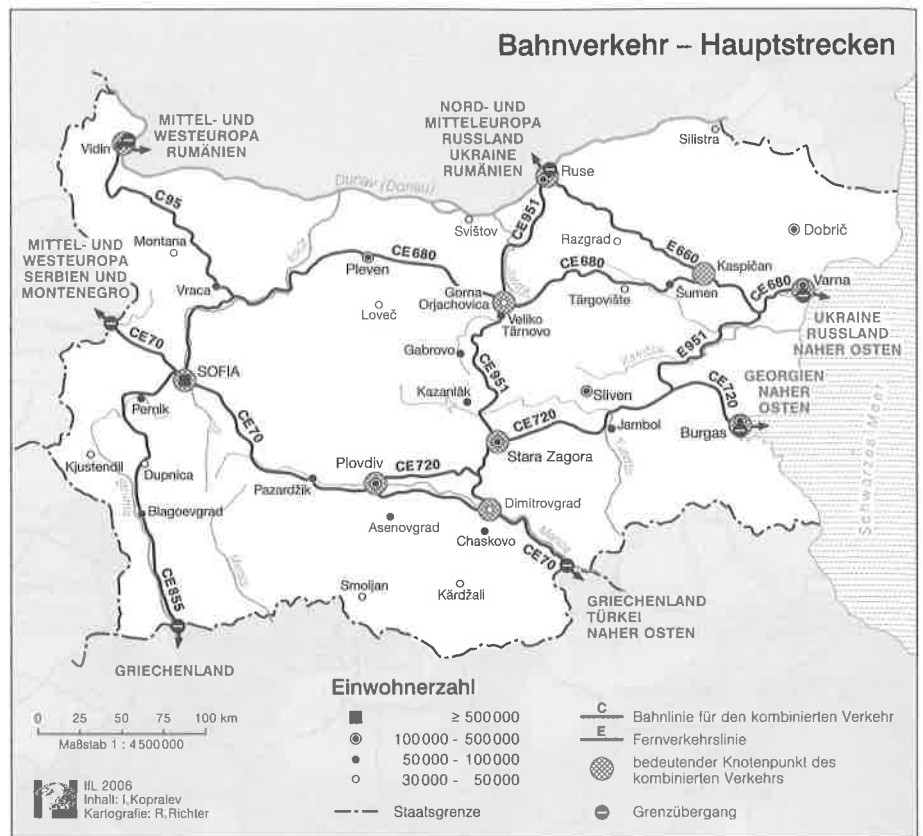 Bahnverkehr – Hauptstrecken
MITTEL- UND
WESTEUROPA
RUMÄNIEN
NORD- UND
MITTELEUROPA
RUSSLAND
UKRAINE
RUMÄNIEN
Silistra
Vidin
Ruse
Dunav (Donau)
C95
CE951
Svištov
Razgrad
E660
Dobrič
MITTEL- UND
WESTEUROPA
SERBIEN UND
MONTENEGRO
Montana
Pleven
CE680
CE680
Kaspičan
CE680
Varna
Vraca
Loveč
Gorna
Orjachovica
Veliko
Tărnovo
Tărgovište
Šumen
UKRAINE
RUSSLAND
NAHER OSTEN
CE70
Gabrovo
E951
SOFIA
CE951
GEORGIEN
NAHER
OSTEN
Kazanlăk
Sliven
CE720
Pernik
CE70
CE720
Jambol
Burgas
Kjustendil
Dupnica
Plovdiv
CE720
Stara Zagora
Pazardžik
Dimitrovgrad
Blagoevgrad
Asenovgrad
Chaskovo
Marica
CE70
Schwarzes Meer
CE855
Smoljan
Kărdžali
GRIECHENLAND
TÜRKEI
NAHER OSTEN
GRIECHENLAND
Einwohnerzahl
≥ 500 000
100 000 - 500 000
50 000 - 100 000
30 000 - 50 000
Staatsgrenze
C
Bahnlinie für den kombinierten Verkehr
E
Fernverkehrslinie
bedeutender Knotenpunkt des
kombinierten Verkehrs
Grenzübergang
0 25 50 75 100 km
Maßstab 1 : 4 500 000
IfL 2006
Inhalt: I. Kopralev
Kartografie: R. Richter